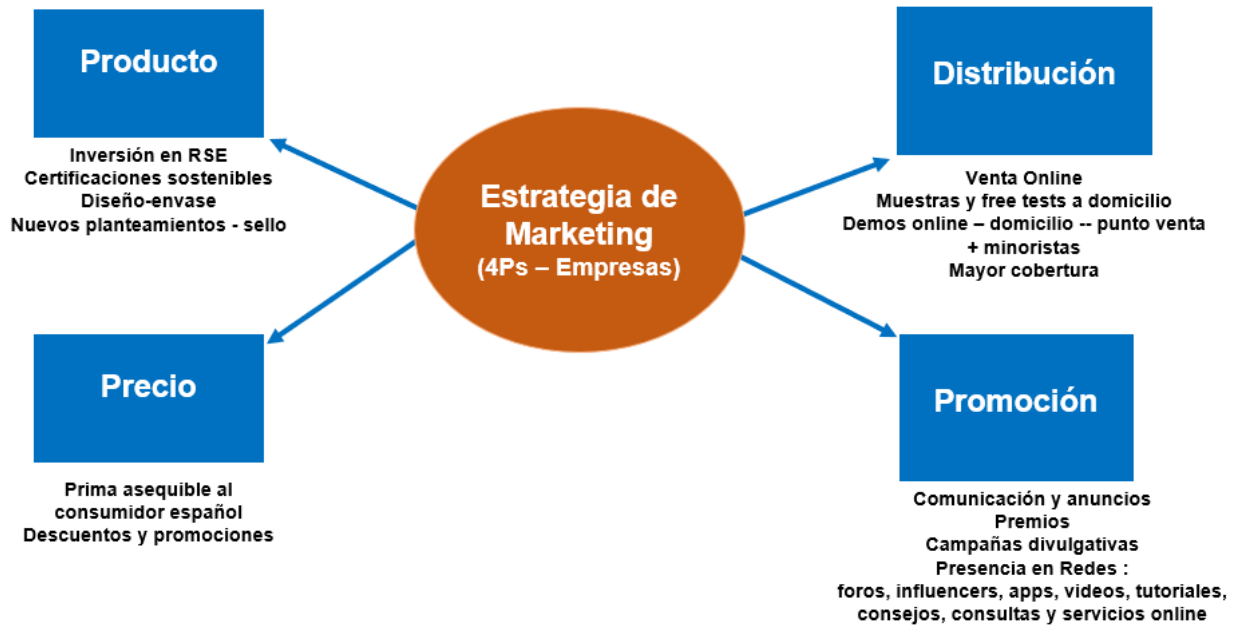 Producto
Inversión en RSE
Certificaciones sostenibles
Diseño-envase
Nuevos planteamientos - sello
Distribución
Venta Online
Muestras y free tests a domicilio
Demos online – domicilio -- punto venta
+ minoristas
Mayor cobertura
Estrategia de
Marketing
(4Ps – Empresas)
Precio
Prima asequible al
consumidor español
Descuentos y promociones
Promoción
Comunicación y anuncios
Premios
Campañas divulgativas
Presencia en Redes :
foros, influencers, apps, videos, tutoriales,
consejos, consultas y servicios online